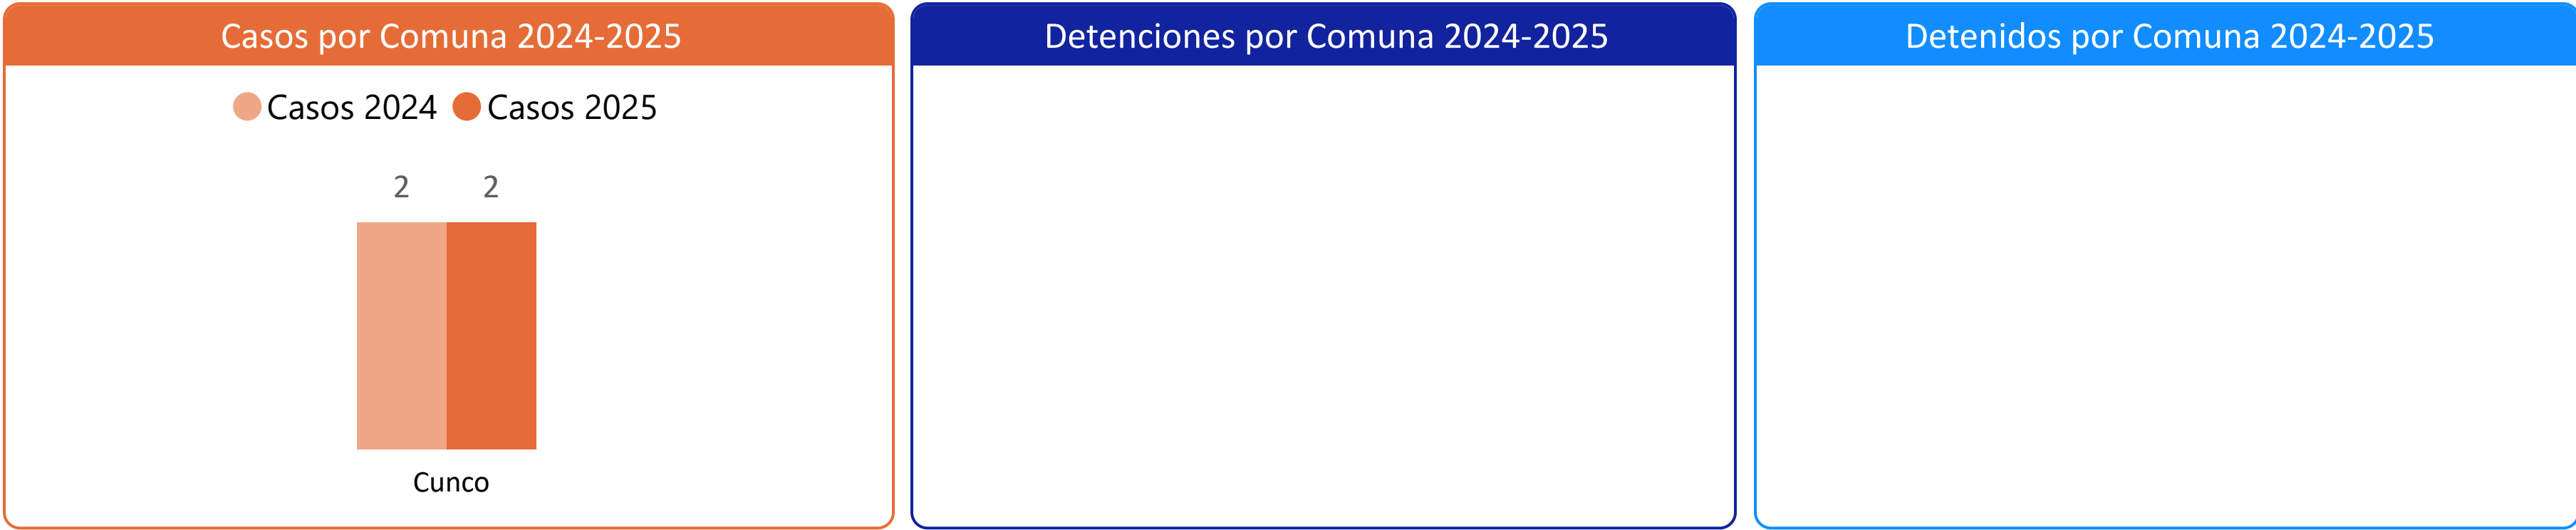 Casos por Comuna 2024-2025
Casos 2024 Casos 2025
2 2
Cunco
Detenciones por Comuna 2024-2025
Detenidos por Comuna 2024-2025